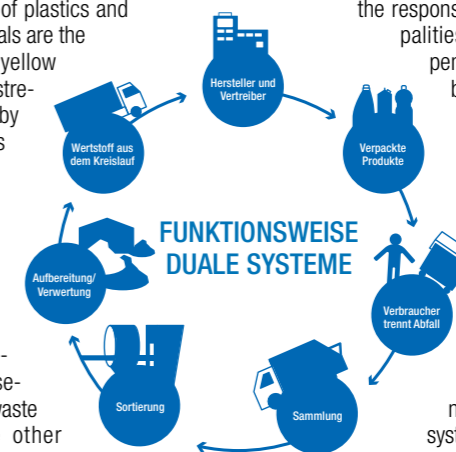 of plastics and
als are the
yellow
stre-
by
s
the respons
palities
per
b
Hersteller und
Vertreiber
Wertstoff aus
dem Kreislauf
Verpackte
Produkte
FUNKTIONSWEISE
DUALE SYSTEME
Aufbereitung/
Verwertung
Verbraucher
trennt Abfall
Sortierung
Sammlung
-
se-
waste
other
n
syst